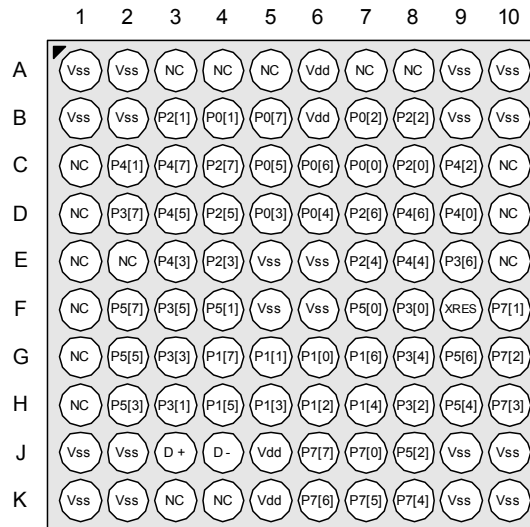 1 2 3 4 5 6 7 8 9 10
A Vss Vss NC NC NC Vdd NC NC Vss Vss
B Vss Vss P2[1] P0[1] P0[7] Vdd P0[2] P2[2] Vss Vss
C NC P4[1] P4[7] P2[7] P0[5] P0[6] P0[0] P2[0] P4[2] NC
D NC P3[7] P4[5] P2[5] P0[3] P0[4] P2[6] P4[6] P4[0] NC
E NC NC P4[3] P2[3] Vss Vss P2[4] P4[4] P3[6] NC
F NC P5[7] P3[5] P5[1] Vss Vss P5[0] P3[0] XRES P7[1]
G NC P5[5] P3[3] P1[7] P1[1] P1[0] P1[6] P3[4] P5[6] P7[2]
H NC P5[3] P3[1] P1[5] P1[3] P1[2] P1[4] P3[2] P5[4] P7[3]
J Vss Vss D + D - Vdd P7[7] P7[0] P5[2] Vss Vss
K Vss Vss NC NC Vdd P7[6] P7[5] P7[4] Vss Vss